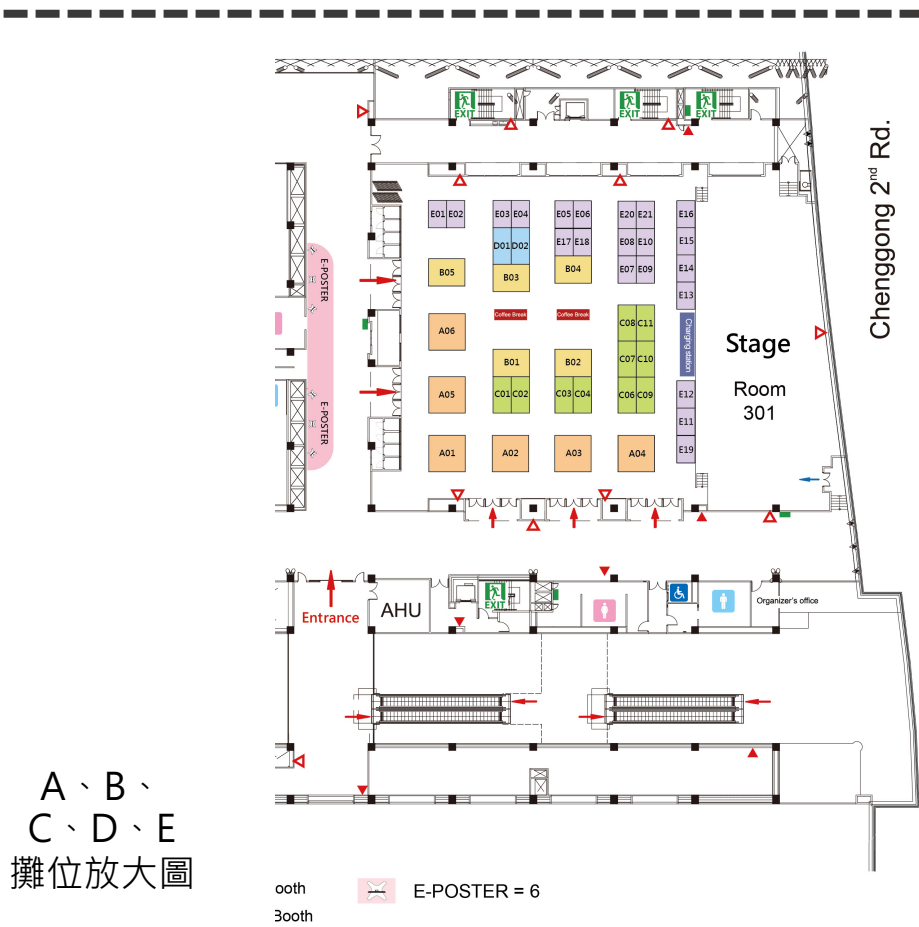 EXIT
EXIT
EXIT
Chenggong 2nd Rd.
E01 E02 E03 E04 E05 E06 E20 E21 E16
D01 D02 E17 E18 E08 E10 E15
B05 B03 B04 E07 E09 E14
E13
E-POSTER
Coffee Break Coffee Break
A06 C08 C11
Charging station
Stage
B01 B02 C07 C10
Room
301
A05 C01 C02 C03 C04 C06 C09 E12
E-POSTER
E11
A01 A02 A03 A04 E19
EXIT
Entrance
AHU
Organizer's office
A、B、
C、D、E
攤位放大圖
ooth
E-POSTER = 6
Booth